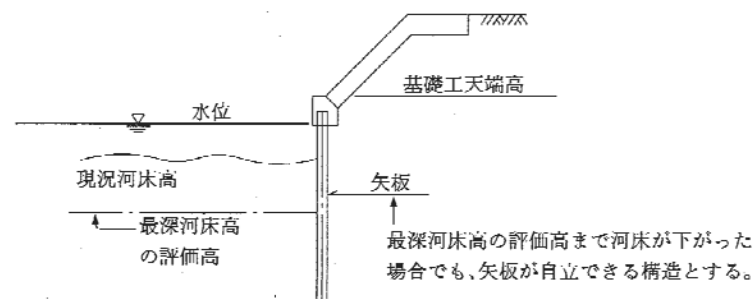 基礎工天端高
水位
現況河床高
矢板
最深河床高
の評価高
最深河床高の評価高まで河床が下がった
場合でも、矢板が自立できる構造とする。